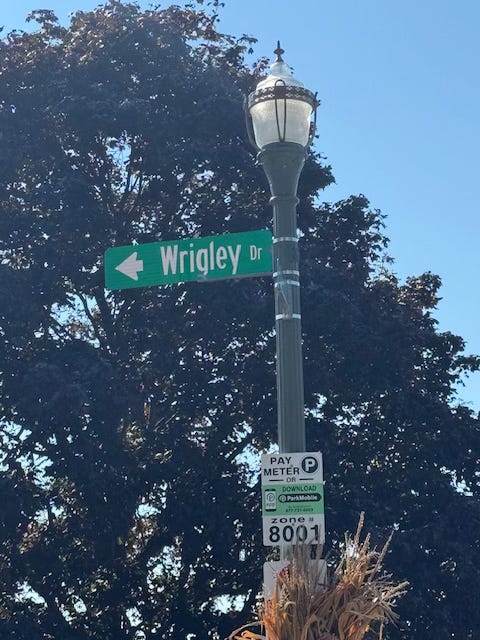 Wrigley Dr
PAY
METER P
OR
DOWNLOAD
P ParkMobile
zone #
8001